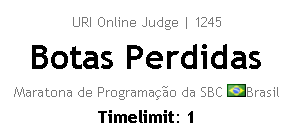 URI Online Judge | 1245
Botas Perdidas
Maratona de Programação da SBC Brasil
Timelimit: 1